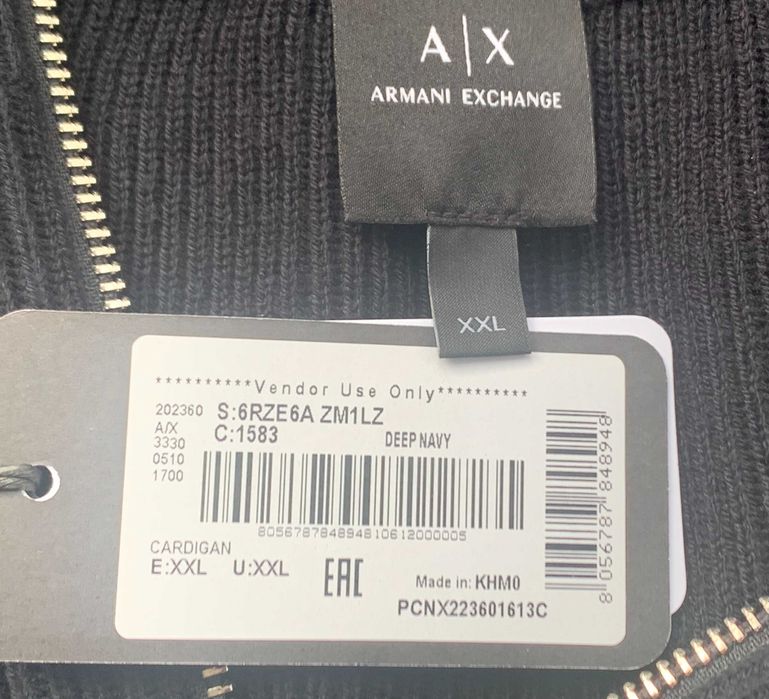 A|X
ARMANI EXCHANGE
XXL
**********Vendor Use Only**********
202360 S:6RZE6A ZM1LZ
A/X C:1583 DEEP NAVY
3330
0510
1700
805678784894810612000005
CARDIGAN
E:XXL U:XXL
EAC
Made in: KHM0
PCNX223601613C
8 056787 848948